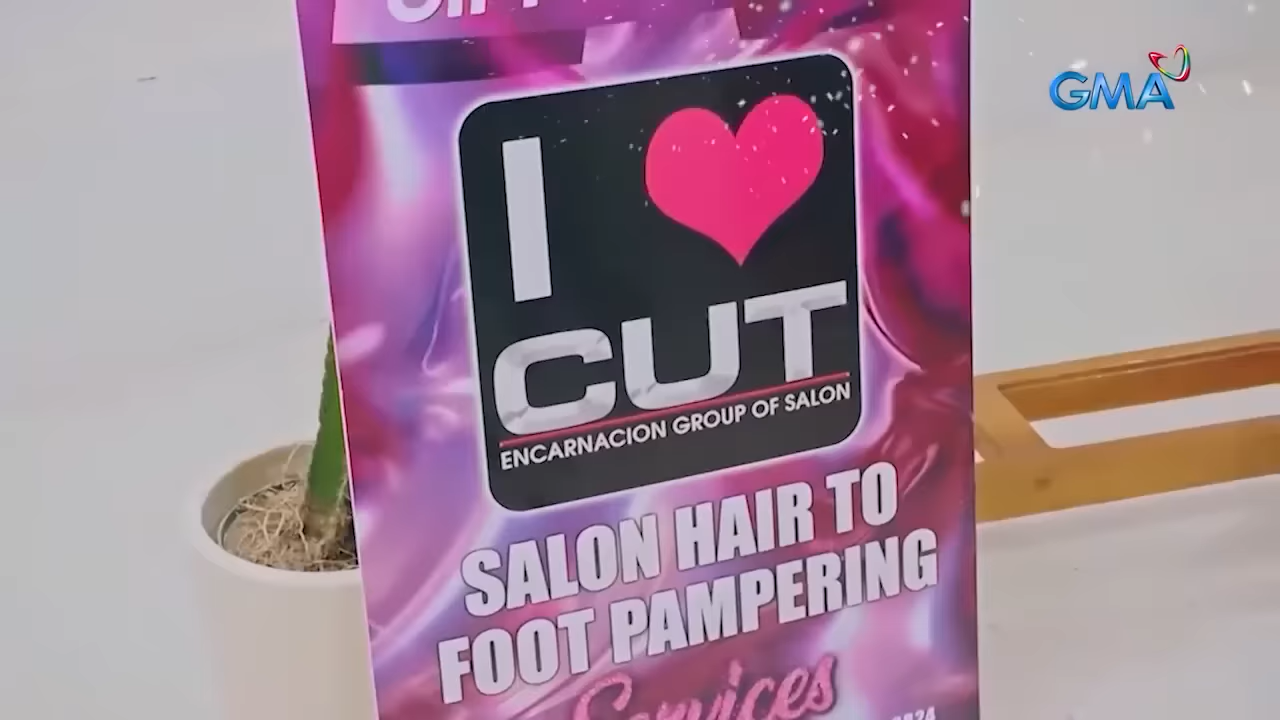 GMA
I
CUT
ENCARNACION GROUP OF SALON
SALON HAIR TO
FOOT PAMPERING
Services